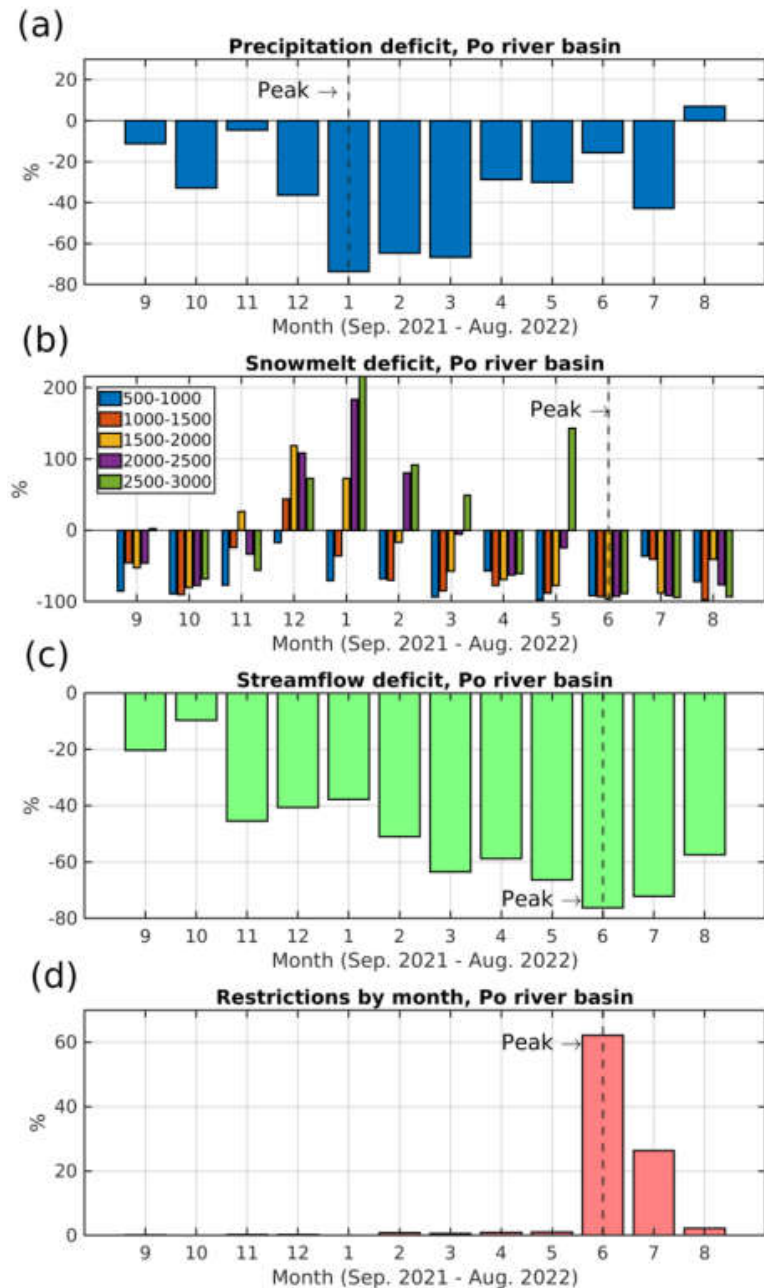 (a)
Precipitation deficit, Po river basin
20
0
-20
-40
-60
-80
%
Peak →
9 10 11 12 1 2 3 4 5 6 7 8
Month (Sep. 2021 - Aug. 2022)
(b)
Snowmelt deficit, Po river basin
200
100
0
-100
%
500-1000
1000-1500
1500-2000
2000-2500
2500-3000
Peak →
9 10 11 12 1 2 3 4 5 6 7 8
Month (Sep. 2021 - Aug. 2022)
(c)
Streamflow deficit, Po river basin
0
-20
-40
-60
-80
%
Peak →
9 10 11 12 1 2 3 4 5 6 7 8
Month (Sep. 2021 - Aug. 2022)
(d)
Restrictions by month, Po river basin
60
40
20
0
%
Peak →
9 10 11 12 1 2 3 4 5 6 7 8
Month (Sep. 2021 - Aug. 2022)